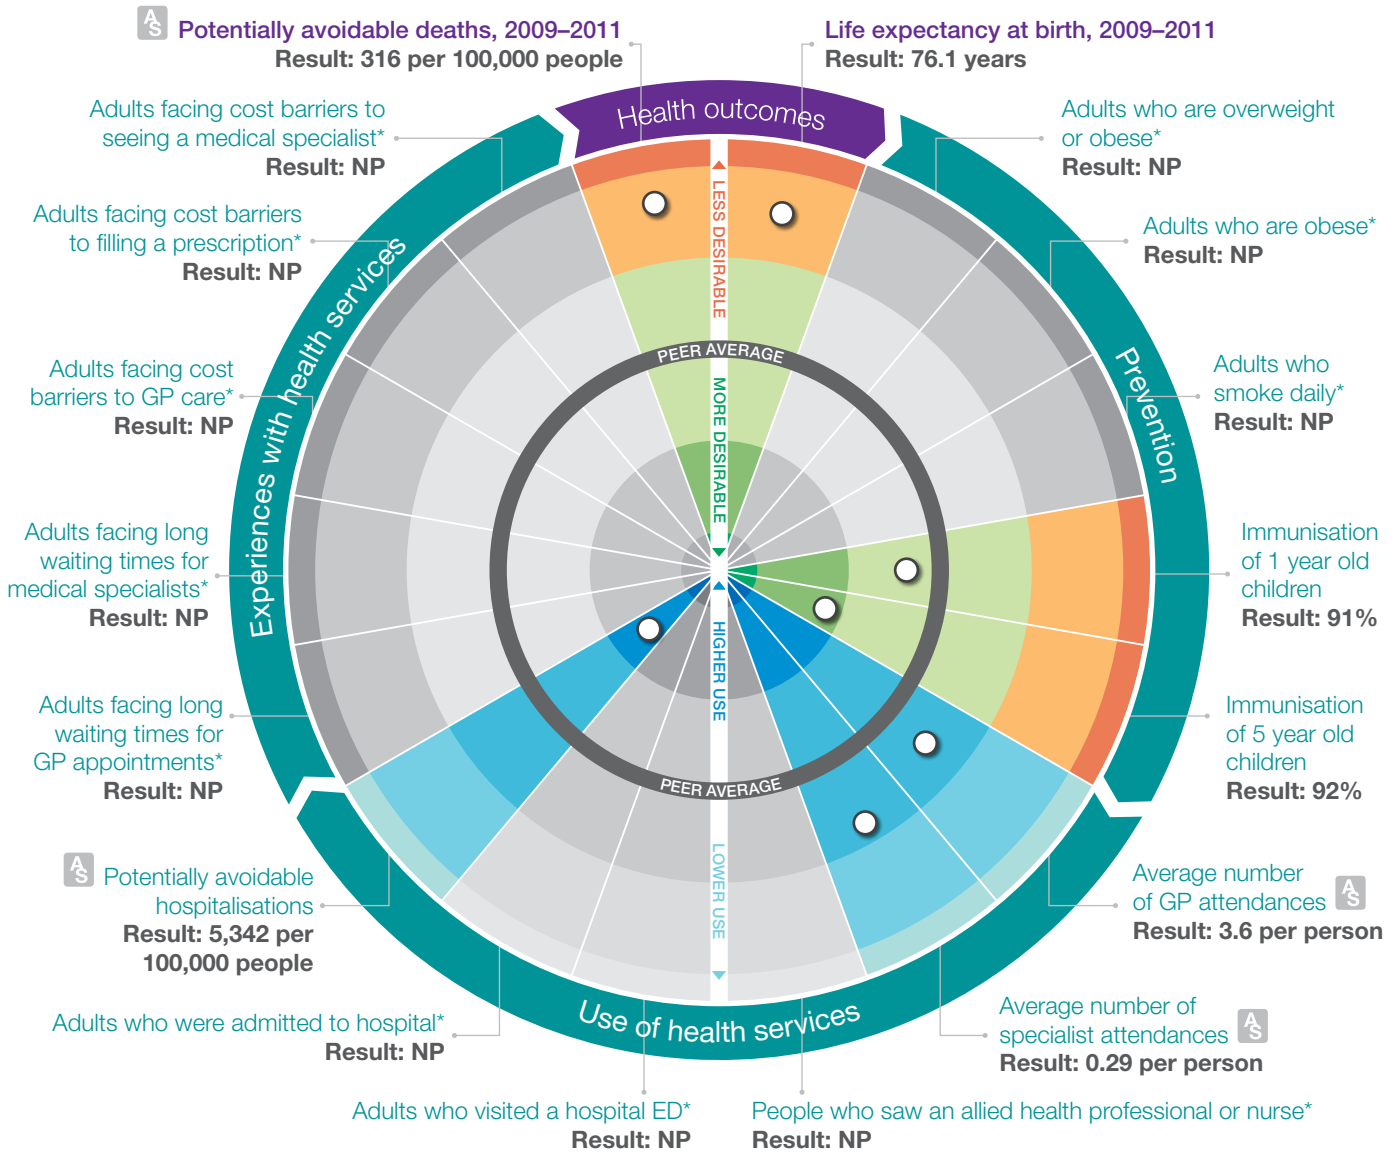 AS Potentially avoidable deaths, 2009–2011
Result: 316 per 100,000 people
Life expectancy at birth, 2009–2011
Result: 76.1 years
Health outcomes
Adults facing cost barriers to
seeing a medical specialist*
Result: NP
Adults who are overweight
or obese*
Result: NP
Adults facing cost barriers
to filling a prescription*
Result: NP
Adults who are obese*
Result: NP
LESS DESIRABLE
PEER AVERAGE
MORE DESIRABLE
Experiences with health services
Prevention
Adults facing cost
barriers to GP care*
Result: NP
Adults who
smoke daily*
Result: NP
Adults facing long
waiting times for
medical specialists*
Result: NP
Immunisation
of 1 year old
children
Result: 91%
HIGHER USE
PEER AVERAGE
LOWER USE
Adults facing long
waiting times for
GP appointments*
Result: NP
Immunisation
of 5 year old
children
Result: 92%
AS Potentially avoidable
hospitalisations
Result: 5,342 per
100,000 people
Average number
of GP attendances AS
Result: 3.6 per person
Use of health services
Adults who were admitted to hospital*
Result: NP
Average number of
specialist attendances AS
Result: 0.29 per person
Adults who visited a hospital ED*
Result: NP
People who saw an allied health professional or nurse*
Result: NP